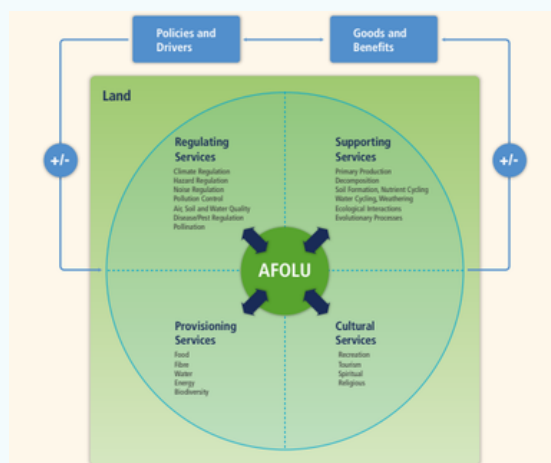 Policies and
Drivers
Goods and
Benefits
Land
+/-
+/-
Regulating
Services
Climate Regulation
Hazard Regulation
Noise Regulation
Pollution Control
Air, Soil and Water Quality
Disease/Pest Regulation
Pollination
Supporting
Services
Primary Production
Decomposition
Soil Formation, Nutrient Cycling
Water Cycling, Weathering
Ecological Interactions
Evolutionary Processes
AFOLU
Provisioning
Services
Food
Fibre
Water
Energy
Biodiversity
Cultural
Services
Recreation
Tourism
Spiritual
Religious